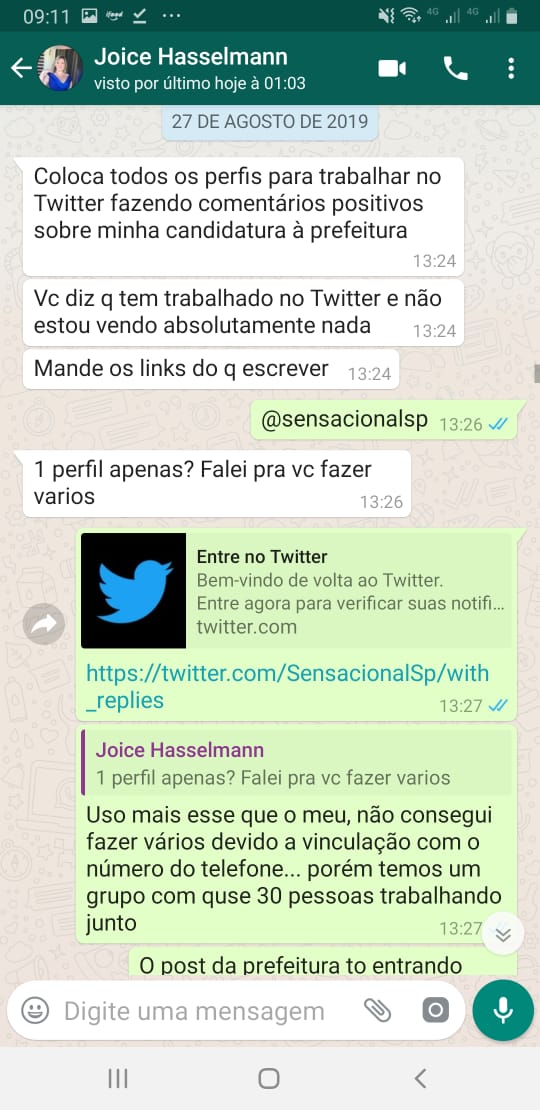 09:11
4G
4G
Joice Hasselmann
visto por último hoje à 01:03
27 DE AGOSTO DE 2019
Coloca todos os perfis para trabalhar no
Twitter fazendo comentários positivos
sobre minha candidatura à prefeitura
13:24
Vc diz q tem trabalhado no Twitter e não
estou vendo absolutamente nada
13:24
Mande os links do q escrever
13:24
@sensacionalsp
13:26
1 perfil apenas? Falei pra vc fazer
varios
13:26
Entre no Twitter
Bem-vindo de volta ao Twitter.
Entre agora para verificar suas notifi...
twitter.com
https://twitter.com/SensacionalSp/with
_replies
13:27
Joice Hasselmann
1 perfil apenas? Falei pra vc fazer varios
Uso mais esse que o meu, não consegui
fazer vários devido a vinculação com o
número do telefone... porém temos um
grupo com quse 30 pessoas trabalhando
junto
13:27
O post da prefeitura to entrando
Digite uma mensagem